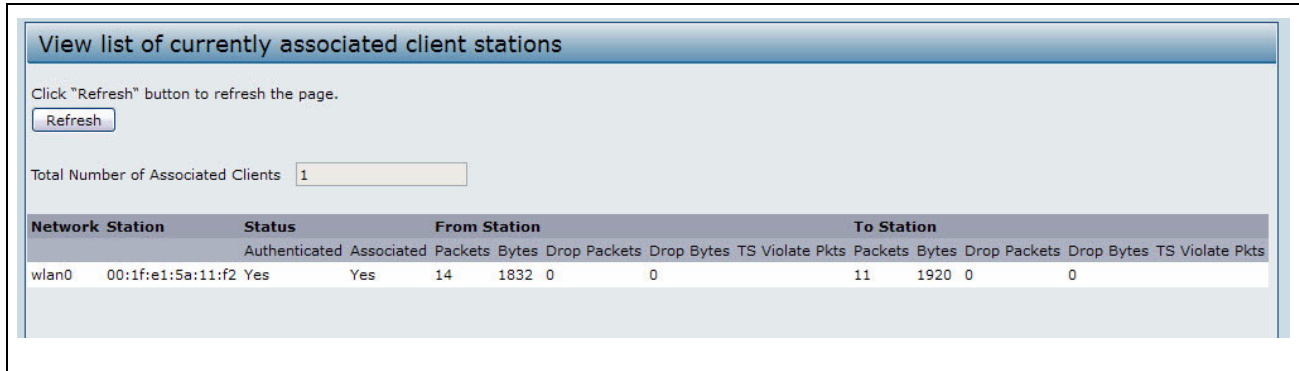 View list of currently associated client stations
Click "Refresh" button to refresh the page.
Refresh
Total Number of Associated Clients 1
Network Station Status From Station To Station
Authenticated Associated Packets Bytes Drop Packets Drop Bytes TS Violate Pkts Packets Bytes Drop Packets Drop Bytes TS Violate Pkts
wlan0 00:1f:e1:5a:11:f2 Yes Yes 14 1832 0 0 11 1920 0 0